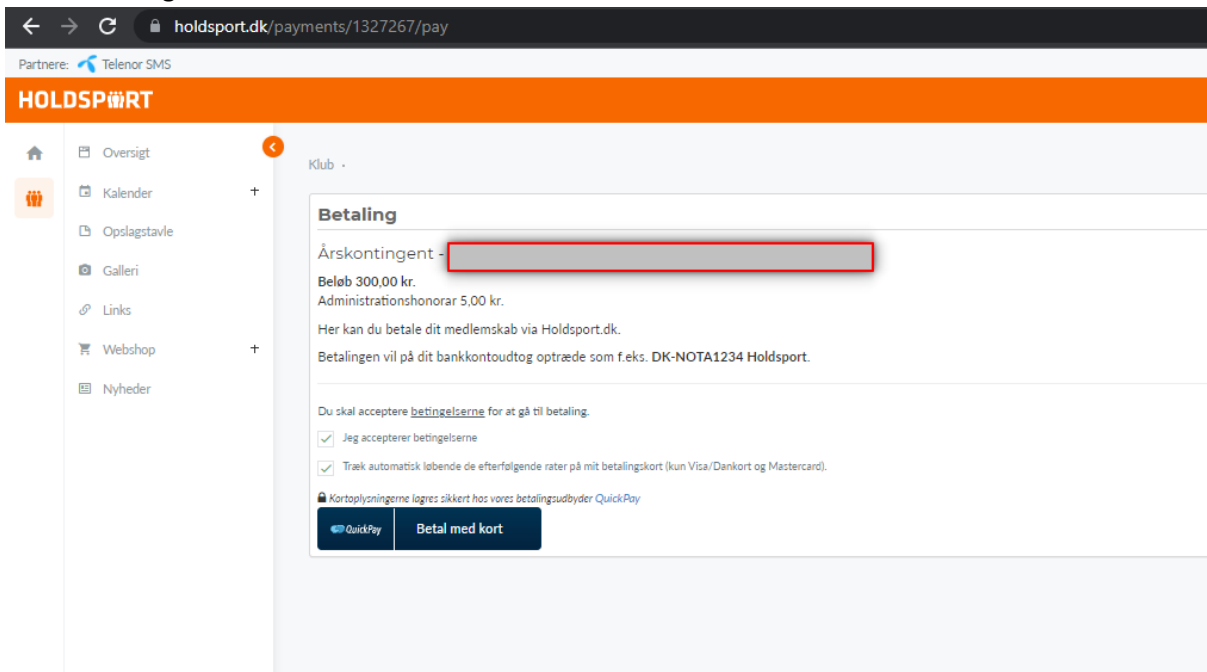 holdsport.dk/payments/1327267/pay
Partnere: Telenor SMS
HOLDSPORT
Oversigt
Kalender +
Opslagstavle
Galleri
Links
Webshop +
Nyheder
Klub ·
Betaling
Årskontingent -
Beløb 300,00 kr.
Administrationshonorar 5,00 kr.
Her kan du betale dit medlemskab via Holdsport.dk.
Betalingen vil på dit bankkontoudtog optræde som f.eks. DK-NOTA1234 Holdsport.
Du skal acceptere betingelserne for at gå til betaling.
Jeg accepterer betingelserne
Træk automatisk løbende de efterfølgende rater på mit betalingskort (kun Visa/Dankort og Mastercard).
Kortoplysningerne lagres sikkert hos vores betalingsudbyder QuickPay
QuickPay Betal med kort